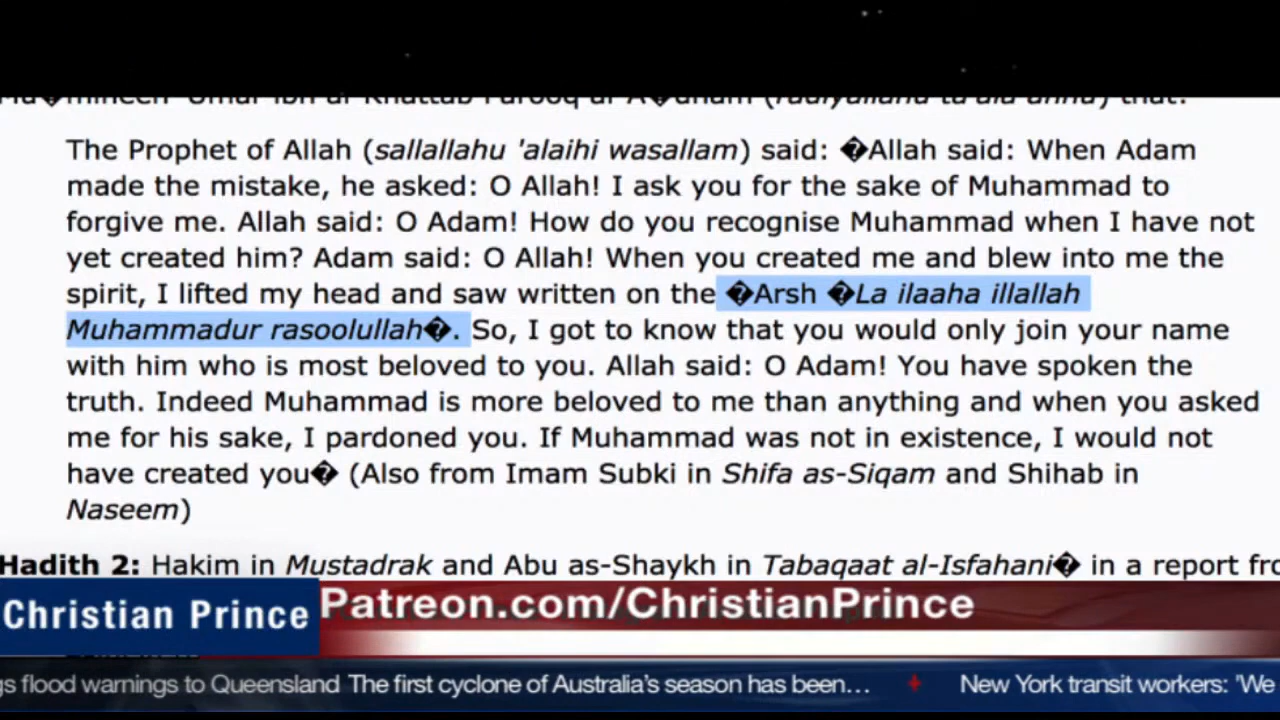 The Prophet of Allah (sallallahu 'alaihi wasallam) said: �Allah said: When Adam
made the mistake, he asked: O Allah! I ask you for the sake of Muhammad to
forgive me. Allah said: O Adam! How do you recognise Muhammad when I have not
yet created him? Adam said: O Allah! When you created me and blew into me the
spirit, I lifted my head and saw written on the �Arsh �La ilaaha illallah
Muhammadur rasoolullah�. So, I got to know that you would only join your name
with him who is most beloved to you. Allah said: O Adam! You have spoken the
truth. Indeed Muhammad is more beloved to me than anything and when you asked
me for his sake, I pardoned you. If Muhammad was not in existence, I would not
have created you� (Also from Imam Subki in Shifa as-Siqam and Shihab in
Naseem)
Hadith 2: Hakim in Mustadrak and Abu as-Shaykh in Tabaqaat al-Isfahani� in a report fro
Christian Prince
Patreon.com/ChristianPrince
gs flood warnings to Queensland The first cyclone of Australia's season has been... + New York transit workers: 'We